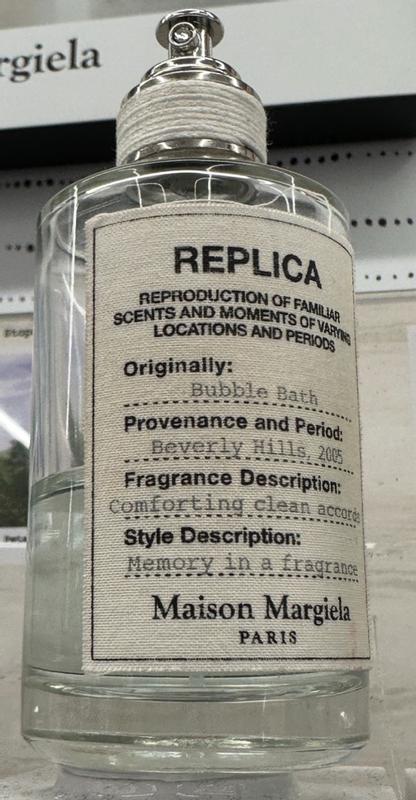 rgiela
REPLICA
REPRODUCTION OF FAMILIAR
SCENTS AND MOMENTS OF VARYING
LOCATIONS AND PERIODS
Originally:
Bubble Bath
Provenance and Period:
Beverly Hills, 2005
Fragrance Description:
Comforting clean accord
Style Description:
Memory in a fragrance
Maison Margiela
PARIS